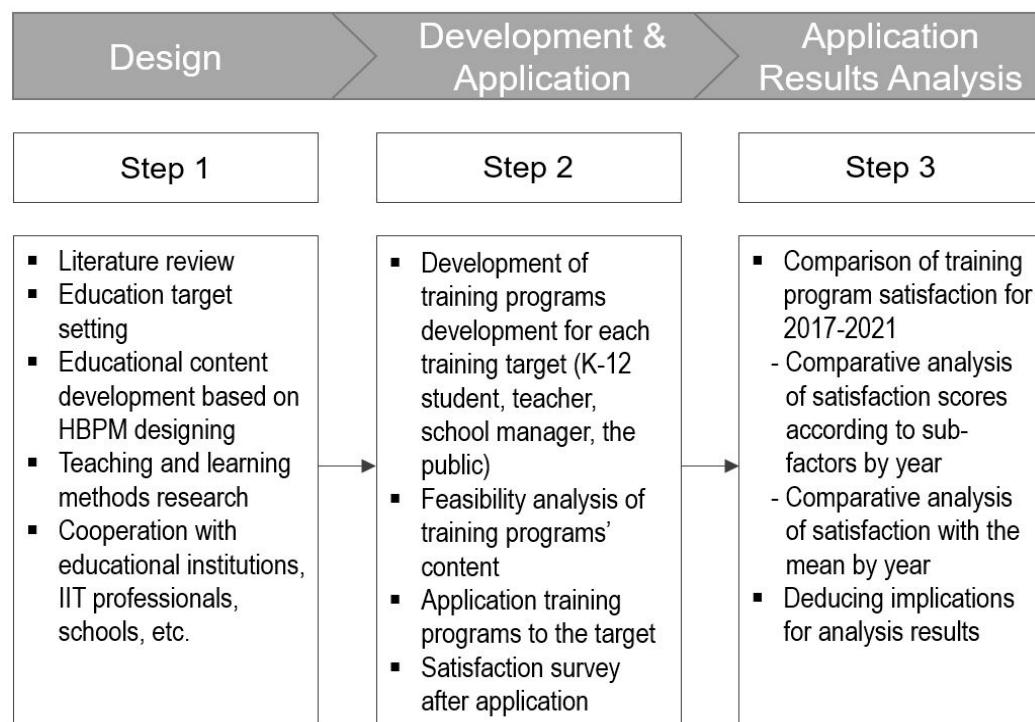 Design
Development &
Application
Application
Results Analysis
Step 1
Step 2
Step 3
▪ Literature review
▪ Education target
setting
▪ Educational content
development based on
HBPM designing
▪ Teaching and learning
methods research
▪ Cooperation with
educational institutions,
IIT professionals,
schools, etc.
▪ Development of
training programs
development for each
training target (K-12
student, teacher,
school manager, the
public)
▪ Feasibility analysis of
training programs’
content
▪ Application training
programs to the target
▪ Satisfaction survey
after application
▪ Comparison of training
program satisfaction for
2017-2021
- Comparative analysis
of satisfaction scores
according to sub-
factors by year
- Comparative analysis
of satisfaction with the
mean by year
▪ Deducing implications
for analysis results